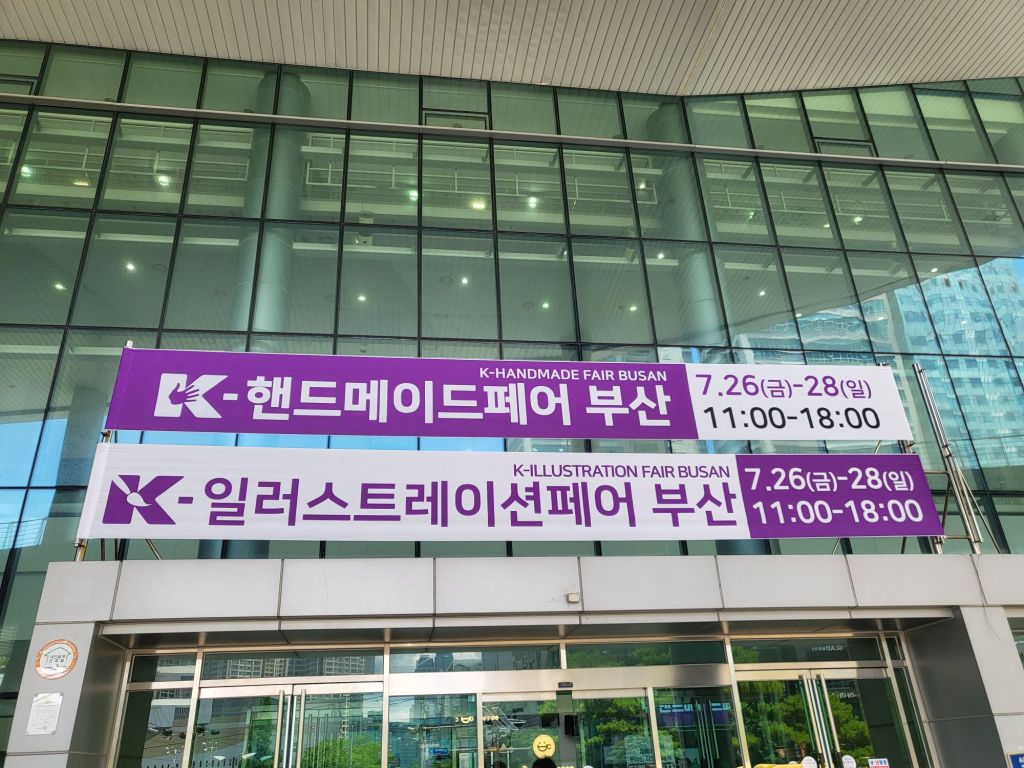 K-HANDMADE FAIR BUSAN
K-핸드메이드페어 부산
7.26(금)-28(일)
11:00-18:00
K-ILLUSTRATION FAIR BUSAN
K-일러스트레이션페어 부산
7.26(금)-28(일)
11:00-18:00